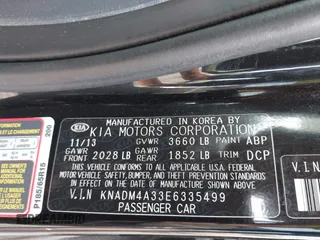 MANUFACTURED IN KOREA BY
KIA KIA MOTORS CORPORATION
11/13 GVWR 3660 LB PAINT ABP
GAWR GAWR
FRONT 2028 LB REAR 1852 LB TRIM DCP
THIS VEHICLE CONFORMS TO ALL APPLICABLE U.S. FEDERAL
MOTOR VEHICLE SAFETY, BUMPER, AND THEFT PREVENTION
STANDARDS IN EFFECT ON THE DATE OF MANUFACTURE SHOWN ABOVE.
V.I.N KNADM4A33E6335499
PASSENGER CAR
P185/65R15
V.I.N